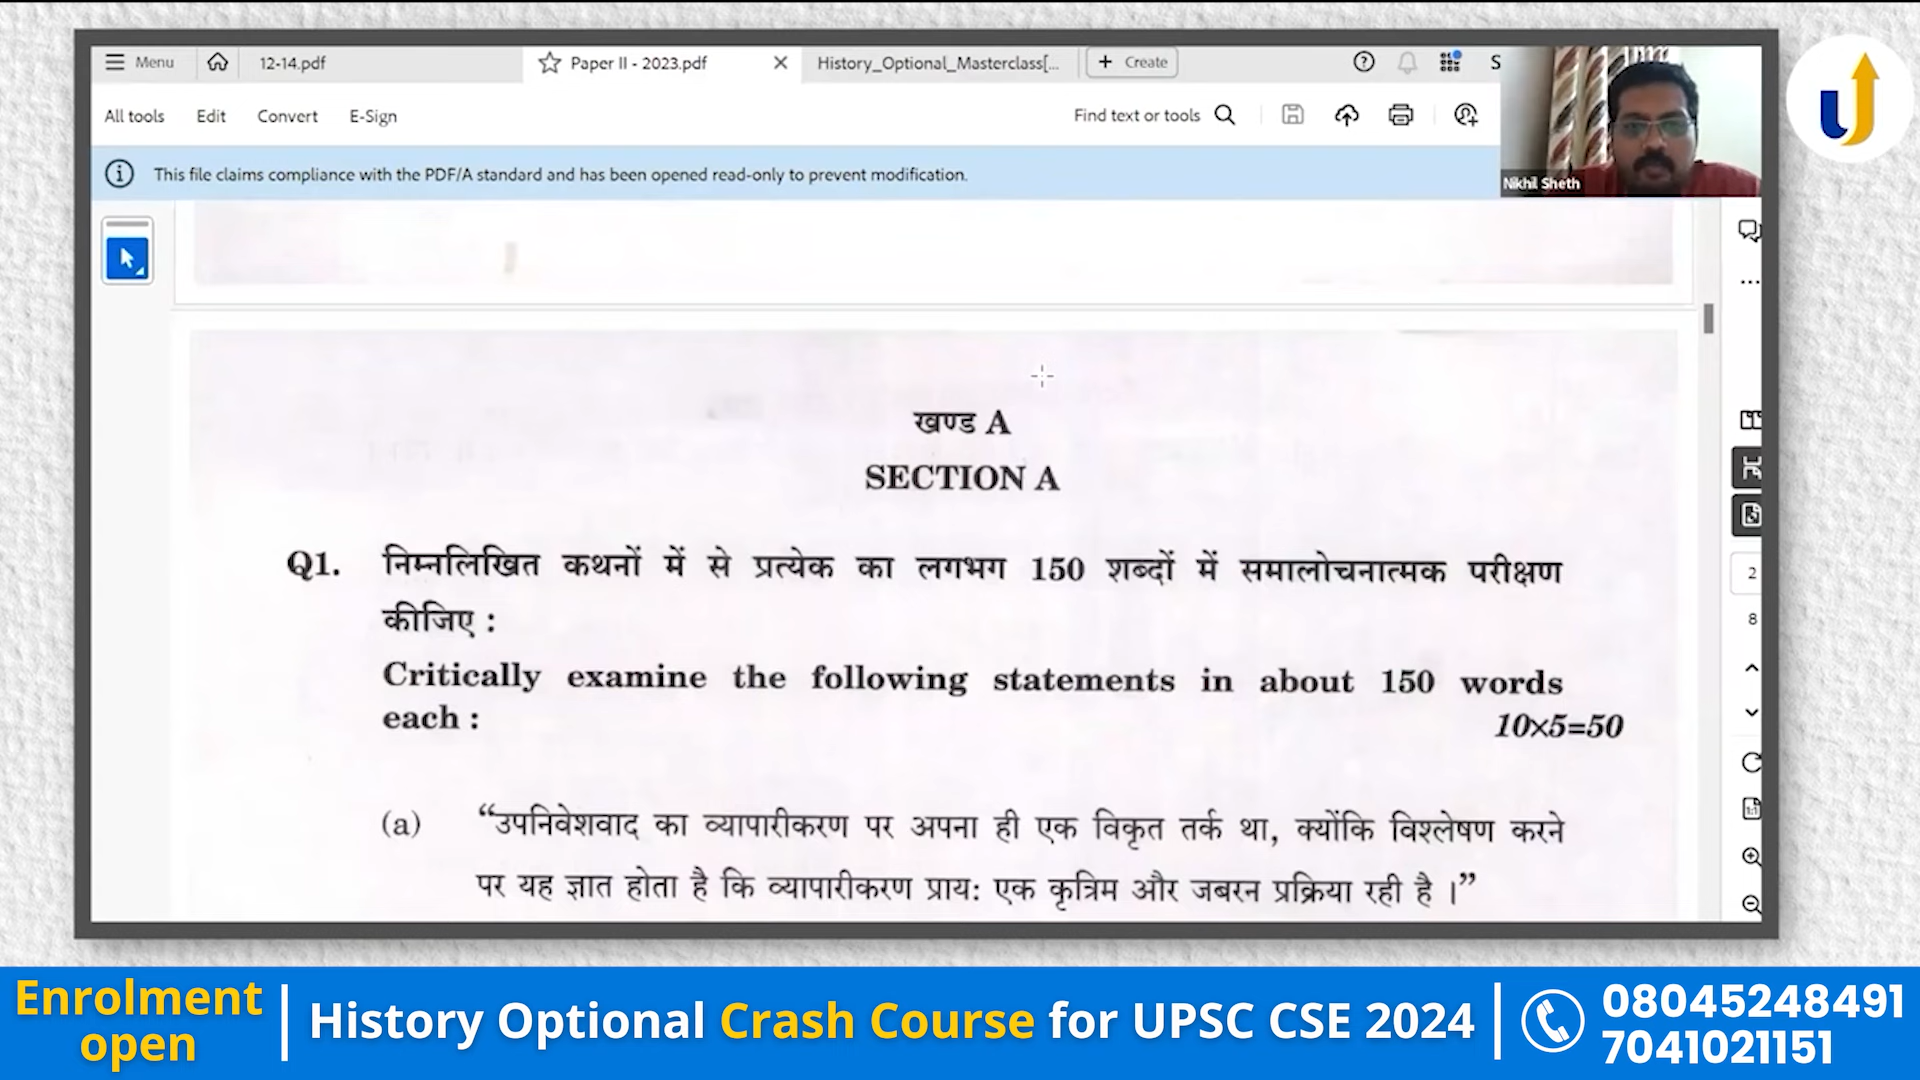 Menu
12-14.pdf
Paper II - 2023.pdf
History_Optional_Masterclass[...
+ Create
S
All tools
Edit
Convert
E-Sign
Find text or tools
This file claims compliance with the PDF/A standard and has been opened read-only to prevent modification.
Nikhil Sheth
खण्ड A
SECTION A
Q1. निम्नलिखित कथनों में से प्रत्येक का लगभग 150 शब्दों में समालोचनात्मक परीक्षण
कीजिए :
Critically examine the following statements in about 150 words
each :
10×5=50
(a) “उपनिवेशवाद का व्यापारीकरण पर अपना ही एक विकृत तर्क था, क्योंकि विश्लेषण करने
पर यह ज्ञात होता है कि व्यापारीकरण प्राय: एक कृत्रिम और जबरन प्रक्रिया रही है ।”
2
8
Enrolment
open
History Optional Crash Course for UPSC CSE 2024
08045248491
7041021151